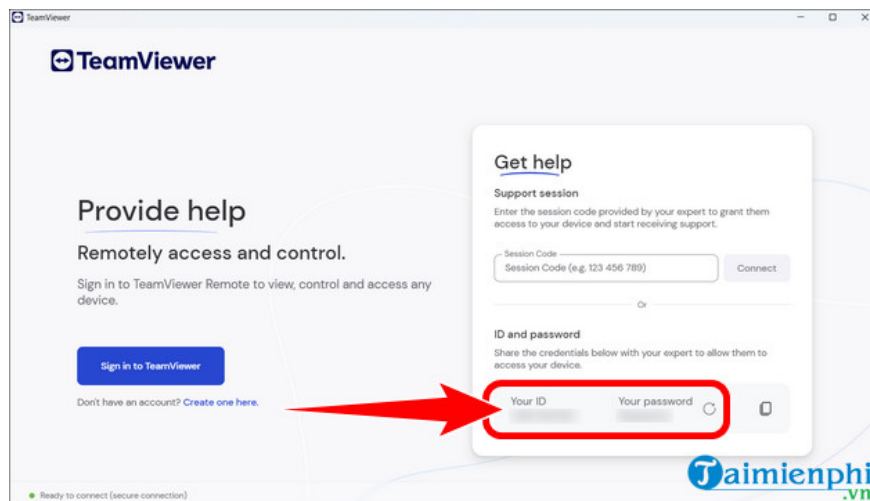 TeamViewer
TeamViewer
Provide help
Remotely access and control.
Sign in to TeamViewer Remote to view, control and access any
device.
Sign in to TeamViewer
Don't have an account? Create one here.
Ready to connect (secure connection)
Get help
Support session
Enter the session code provided by your expert to grant them
access to your device and start receiving support.
Session Code
Session Code (e.g. 123 456 789)
Connect
Or
ID and password
Share the credentials below with your expert to allow them to
access your device.
Your ID
Your password
Taimienphi
.vn